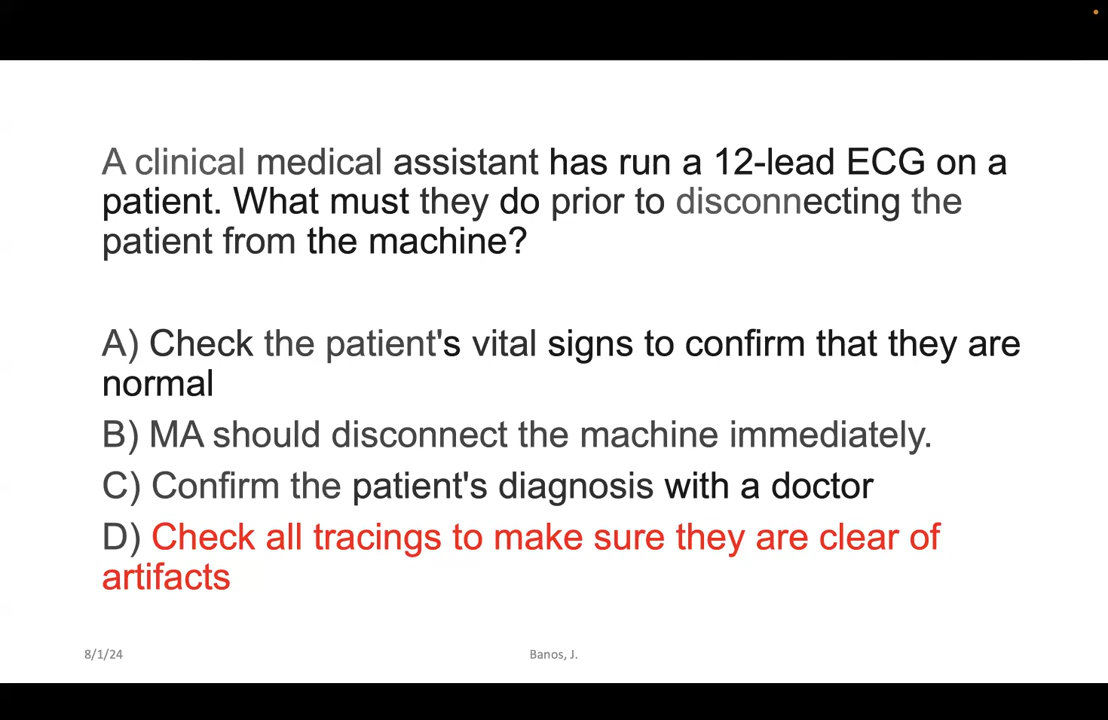 A clinical medical assistant has run a 12-lead ECG on a
patient. What must they do prior to disconnecting the
patient from the machine?
A) Check the patient's vital signs to confirm that they are
normal
B) MA should disconnect the machine immediately.
C) Confirm the patient's diagnosis with a doctor
D) Check all tracings to make sure they are clear of
artifacts
8/1/24
Banos, J.